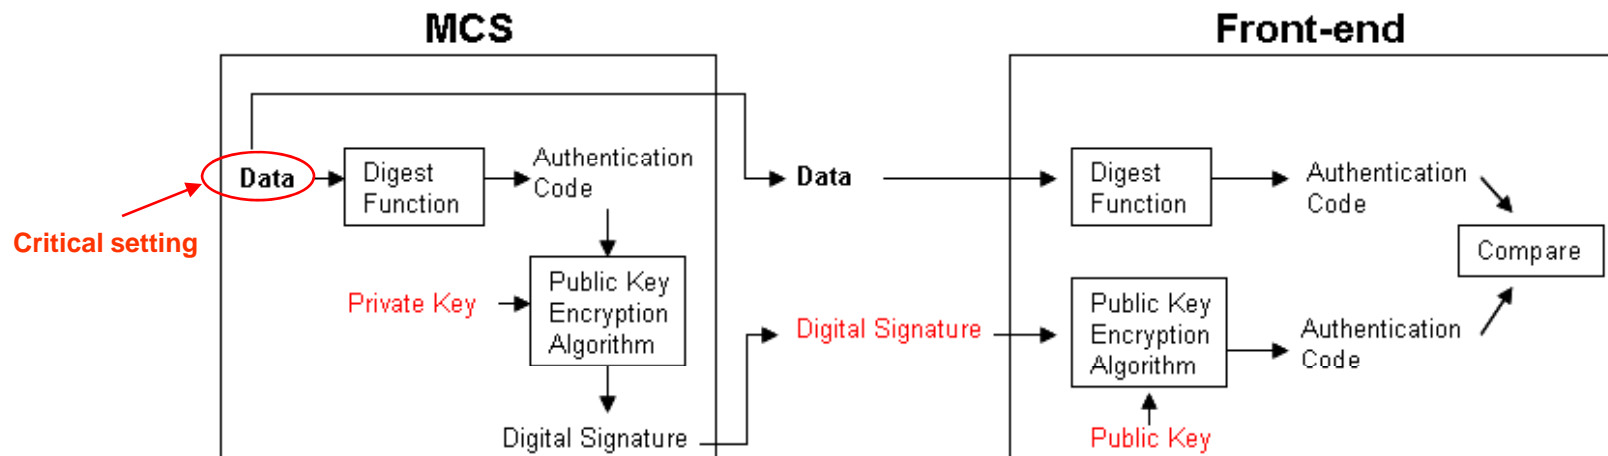 MCS
Front-end
Data
Digest
Function
Authentication
Code
Data
Digest
Function
Authentication
Code
Critical setting
Compare
Private Key
Public Key
Encryption
Algorithm
Digital Signature
Public Key
Encryption
Algorithm
Authentication
Code
Digital Signature
Public Key